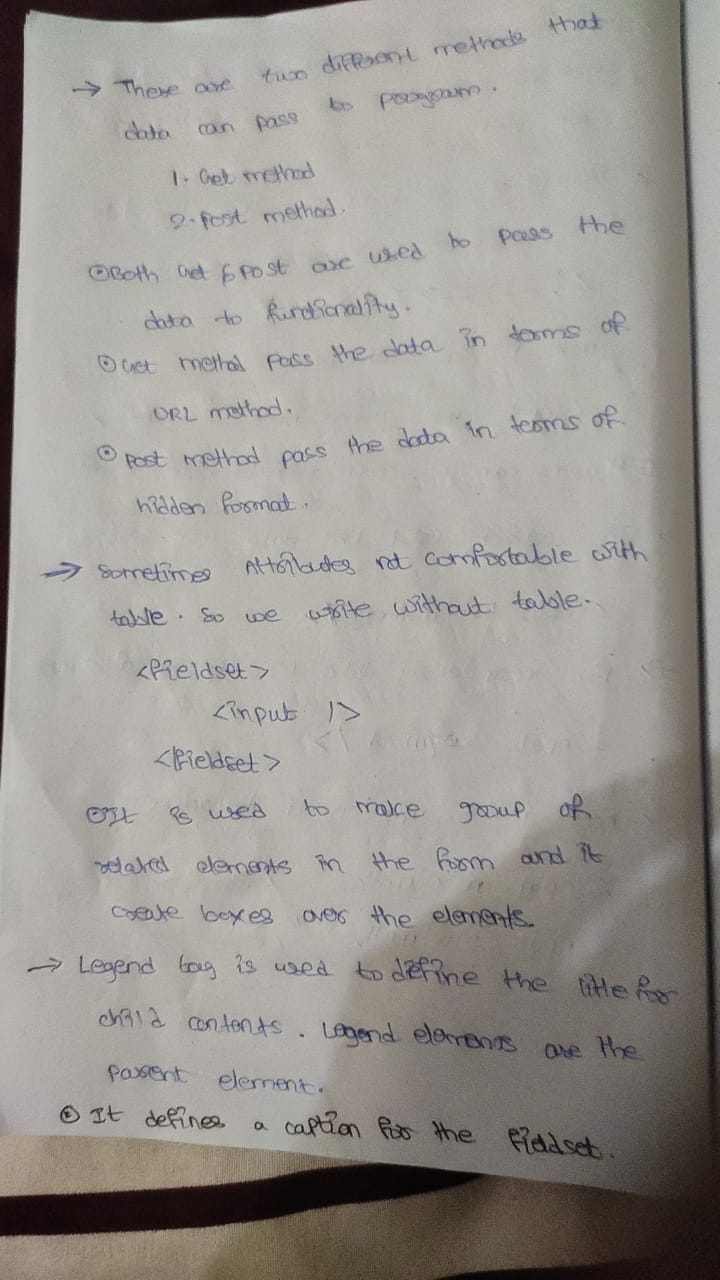 → There are two different methods that
data can pass to program.
1. Get method
2. Post method.
⊙ Both Get & Post are used to pass the
data to functionality.
⊙ Get method pass the data in terms of
URL method.
⊙ Post method pass the data in terms of
hidden format.
→ Sometimes Attributes not comfortable with
table. So we write without table.
<fieldset>
<input />
<fieldset>
⊙ It is used to make group of
related elements in the form and it
create boxes over the elements.
→ Legend tag is used to define the title for
child contents. Legend elements are the
parent element.
⊙ It defines a caption for the fieldset.